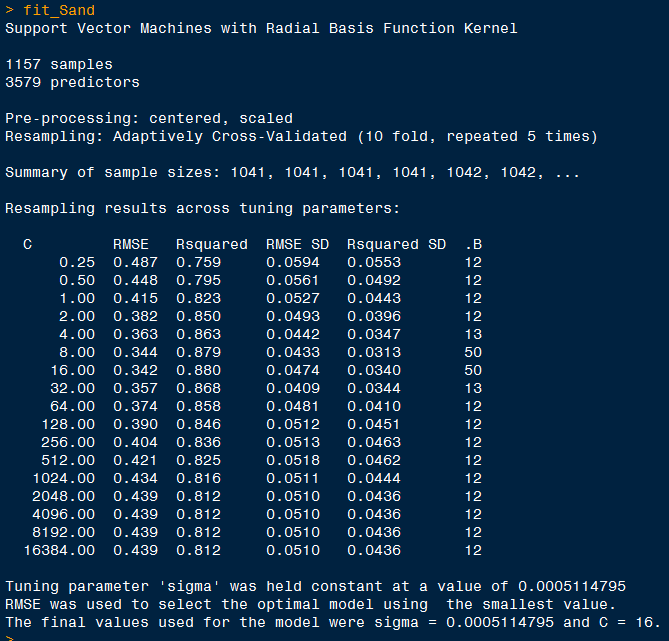 > fit_Sand
Support Vector Machines with Radial Basis Function Kernel
1157 samples
3579 predictors
Pre-processing: centered, scaled
Resampling: Adaptively Cross-Validated (10 fold, repeated 5 times)
Summary of sample sizes: 1041, 1041, 1041, 1041, 1042, 1042, ...
Resampling results across tuning parameters:
C RMSE Rsquared RMSE SD Rsquared SD .B
0.25 0.487 0.759 0.0594 0.0553 12
0.50 0.448 0.795 0.0561 0.0492 12
1.00 0.415 0.823 0.0527 0.0443 12
2.00 0.382 0.850 0.0493 0.0396 12
4.00 0.363 0.863 0.0442 0.0347 13
8.00 0.344 0.879 0.0433 0.0313 50
16.00 0.342 0.880 0.0474 0.0340 50
32.00 0.357 0.868 0.0409 0.0344 13
64.00 0.374 0.858 0.0481 0.0410 12
128.00 0.390 0.846 0.0512 0.0451 12
256.00 0.404 0.836 0.0513 0.0463 12
512.00 0.421 0.825 0.0518 0.0462 12
1024.00 0.434 0.816 0.0511 0.0444 12
2048.00 0.439 0.812 0.0510 0.0436 12
4096.00 0.439 0.812 0.0510 0.0436 12
8192.00 0.439 0.812 0.0510 0.0436 12
16384.00 0.439 0.812 0.0510 0.0436 12
Tuning parameter 'sigma' was held constant at a value of 0.0005114795
RMSE was used to select the optimal model using  the smallest value.
The final values used for the model were sigma = 0.0005114795 and C = 16.
>